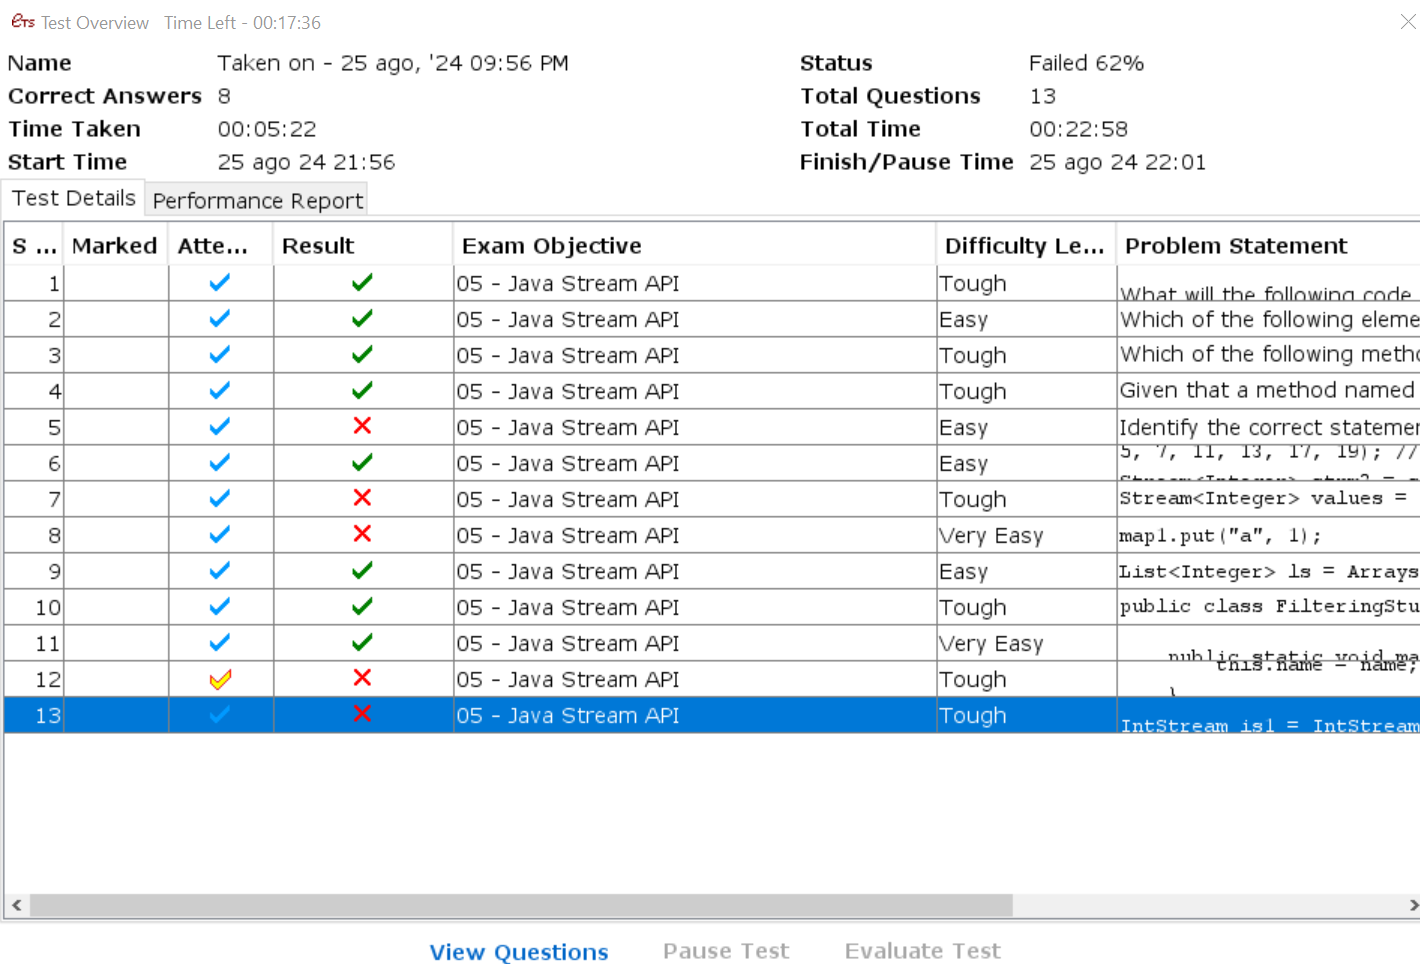 eTs Test Overview Time Left - 00:17:36
Name Taken on - 25 ago, '24 09:56 PM Status Failed 62%
Correct Answers 8 Total Questions 13
Time Taken 00:05:22 Total Time 00:22:58
Start Time 25 ago 24 21:56 Finish/Pause Time 25 ago 24 22:01
Test Details Performance Report
S ... Marked Atte... Result Exam Objective Difficulty Le... Problem Statement
1 05 - Java Stream API Tough What will the following code
2 05 - Java Stream API Easy Which of the following eleme
3 05 - Java Stream API Tough Which of the following metho
4 05 - Java Stream API Tough Given that a method named
5 05 - Java Stream API Easy Identify the correct statemen
6 05 - Java Stream API Easy 5, 7, 11, 13, 17, 19); //
Stream<Integer> strm2 =
7 05 - Java Stream API Tough Stream<Integer> values =
8 05 - Java Stream API Very Easy map1.put("a", 1);
9 05 - Java Stream API Easy List<Integer> ls = Arrays
10 05 - Java Stream API Tough public class FilteringStu
11 05 - Java Stream API Very Easy public static void ma
12 05 - Java Stream API Tough this.name = name;
}
13 05 - Java Stream API Tough IntStream is1 = IntStream
View Questions Pause Test Evaluate Test